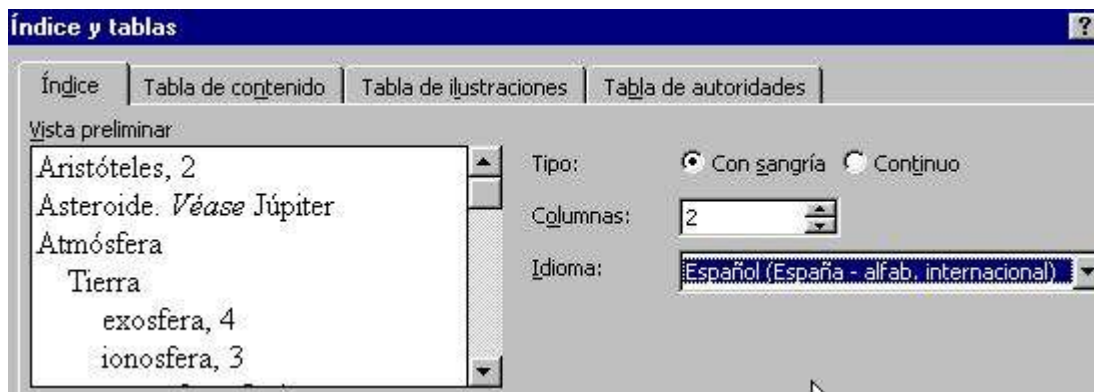 Índice y tablas ?
Índice Tabla de contenido Tabla de ilustraciones Tabla de autoridades
Vista preliminar
Aristóteles, 2
Asteroide. Véase Júpiter
Atmósfera
Tierra
exosfera, 4
ionosfera, 3
Tipo: Con sangría Continuo
Columnas: 2
Idioma: Español (España - alfab. internacional)